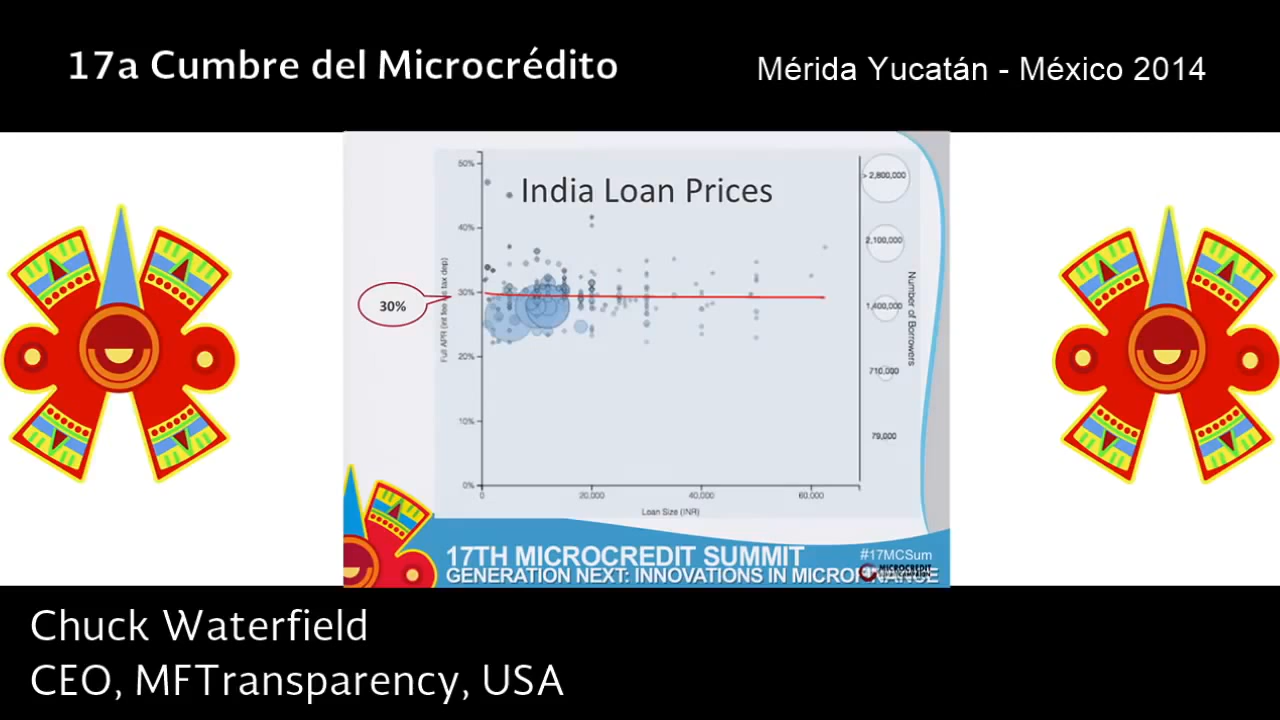 17a Cumbre del Microcrédito
Mérida Yucatán - México 2014
India Loan Prices
50%
40%
30%
20%
10%
0%
Full APR (int fee ins tax dep)
30%
0
20,000
40,000
60,000
Loan Size (INR)
> 2,800,000
2,100,000
1,400,000
710,000
79,000
Number of Borrowers
17TH MICROCREDIT SUMMIT
GENERATION NEXT: INNOVATIONS IN MICROFINANCE
#17MCSum
MICROCREDIT
Chuck Waterfield
CEO, MFTransparency, USA